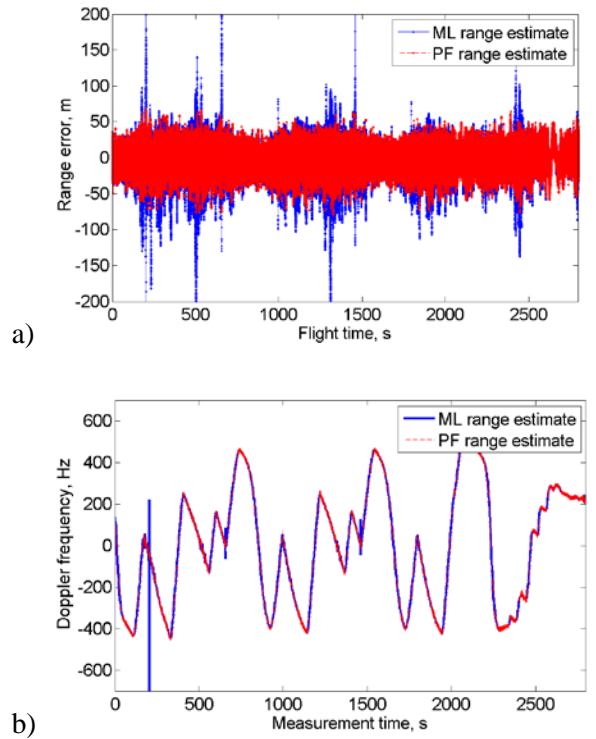 200
150
100
50
0
-50
-100
-150
-200
Range error, m
ML range estimate
PF range estimate
0 500 1000 1500 2000 2500
Flight time, s
a)
600
400
200
0
-200
-400
-600
Doppler frequency, Hz
ML range estimate
PF range estimate
0 500 1000 1500 2000 2500
Measurement time, s
b)